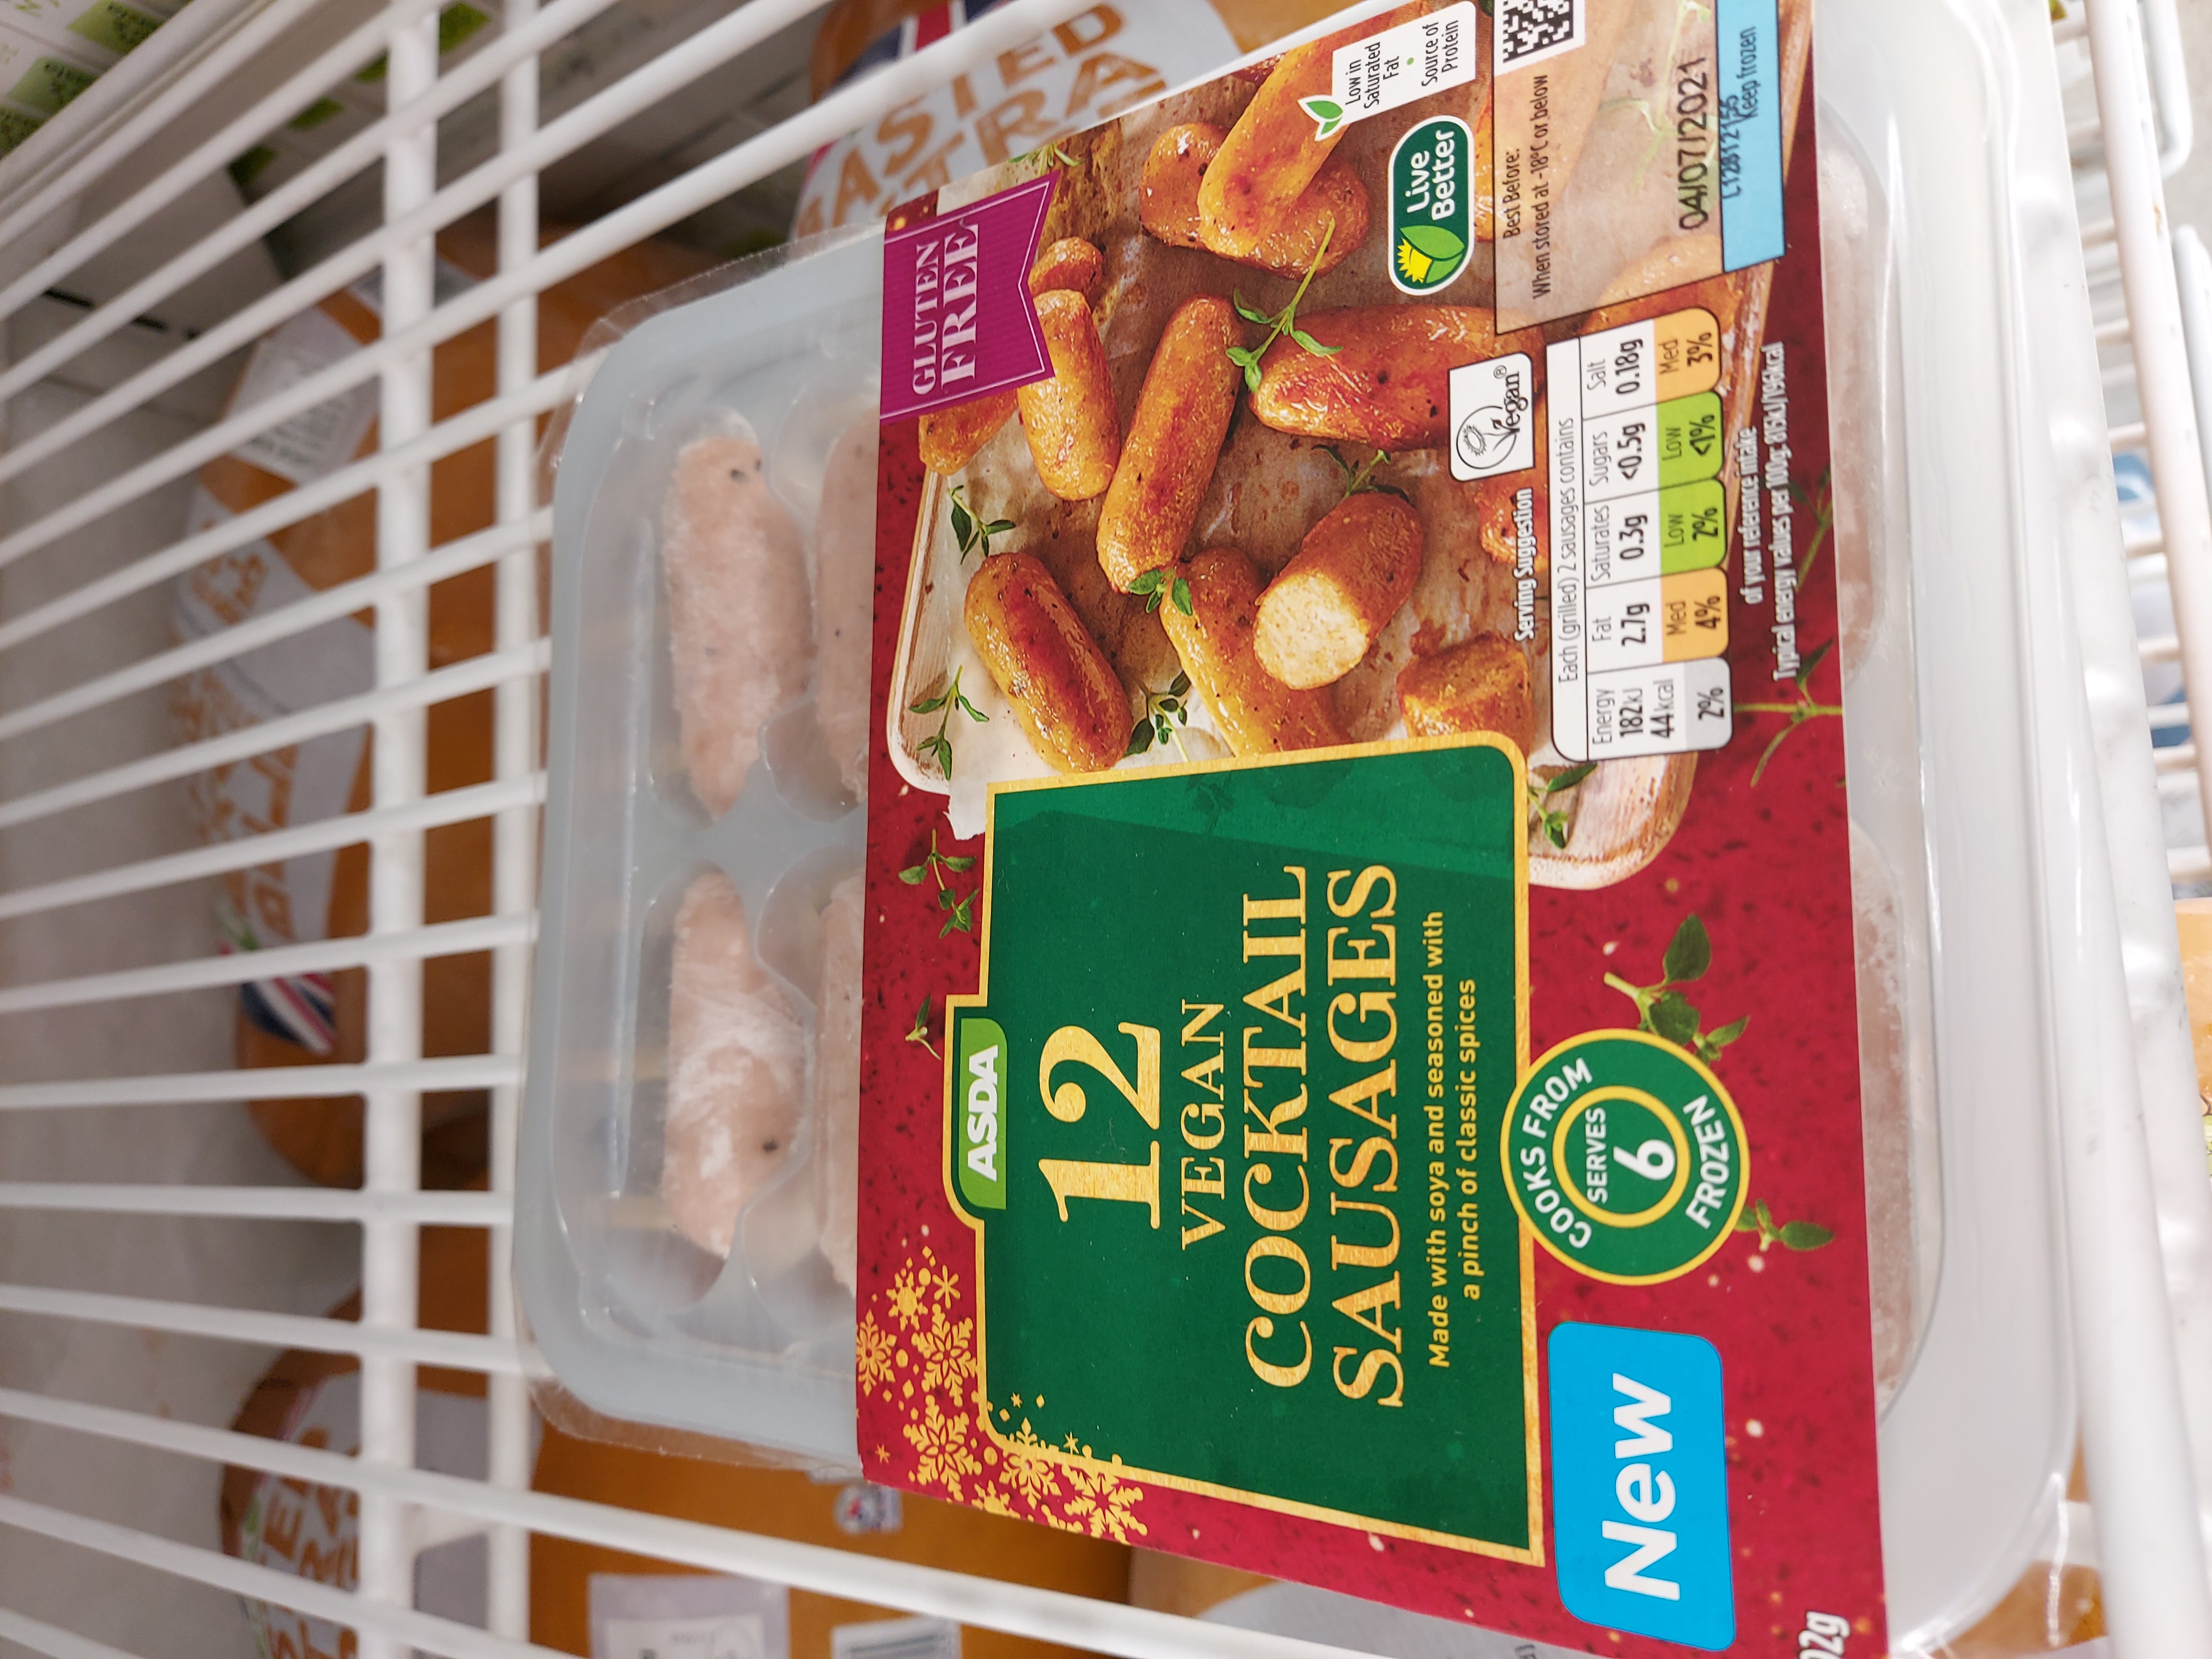 ASDA
12
VEGAN
COCKTAIL
SAUSAGES
Made with soya and seasoned with
a pinch of classic spices
GLUTEN
FREE
Low in
Saturated
Fat
•
Source of
Protein
Live
Better
Vegan®
Serving Suggestion
New
COOKS FROM
SERVES
6
FROZEN
Each (grilled) 2 sausages contains
Energy Fat Saturates Sugars Salt
182kJ 2.7g 0.3g <0.5g 0.18g
44kcal Med Low Low Med
2% 4% 2% <1% 3%
of your reference intake
Typical energy values per 100g: 815kJ/196kcal
Best Before:
When stored at -18°C or below
04/07/2021
Keep frozen
02g